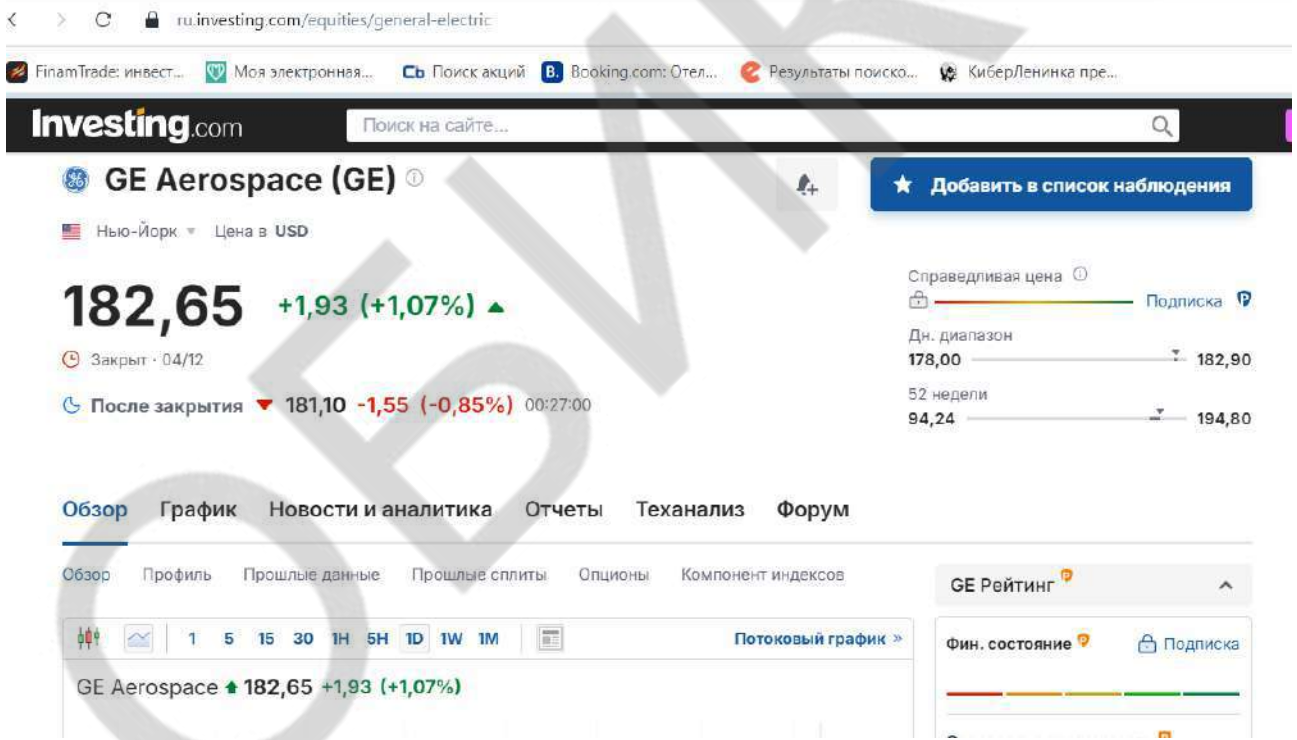 ru.investing.com/equities/general-electric
FinamTrade: инвест... Моя электронная... Сь Поиск акций B. Booking.com: Отел... Результаты поиско... КиберЛенинка пре...
Investing.com Поиск на сайте...
GE Aerospace (GE)
Добавить в список наблюдения
Нью-Йорк Цена в USD
182,65 +1,93 (+1,07%)
Справедливая цена
Подписка
Закрыт · 04/12
Дн. диапазон
178,00 182,90
После закрытия 181,10 -1,55 (-0,85%) 00:27:00
52 недели
94,24 194,80
Обзор График Новости и аналитика Отчеты Теханализ Форум
Обзор Профиль Прошлые данные Прошлые сплиты Опционы Компонент индексов
GE Рейтинг
1 5 15 30 1H 5H 1D 1W 1M Потоковый график »
Фин. состояние Подписка
GE Aerospace 182,65 +1,93 (+1,07%)
ОБИК